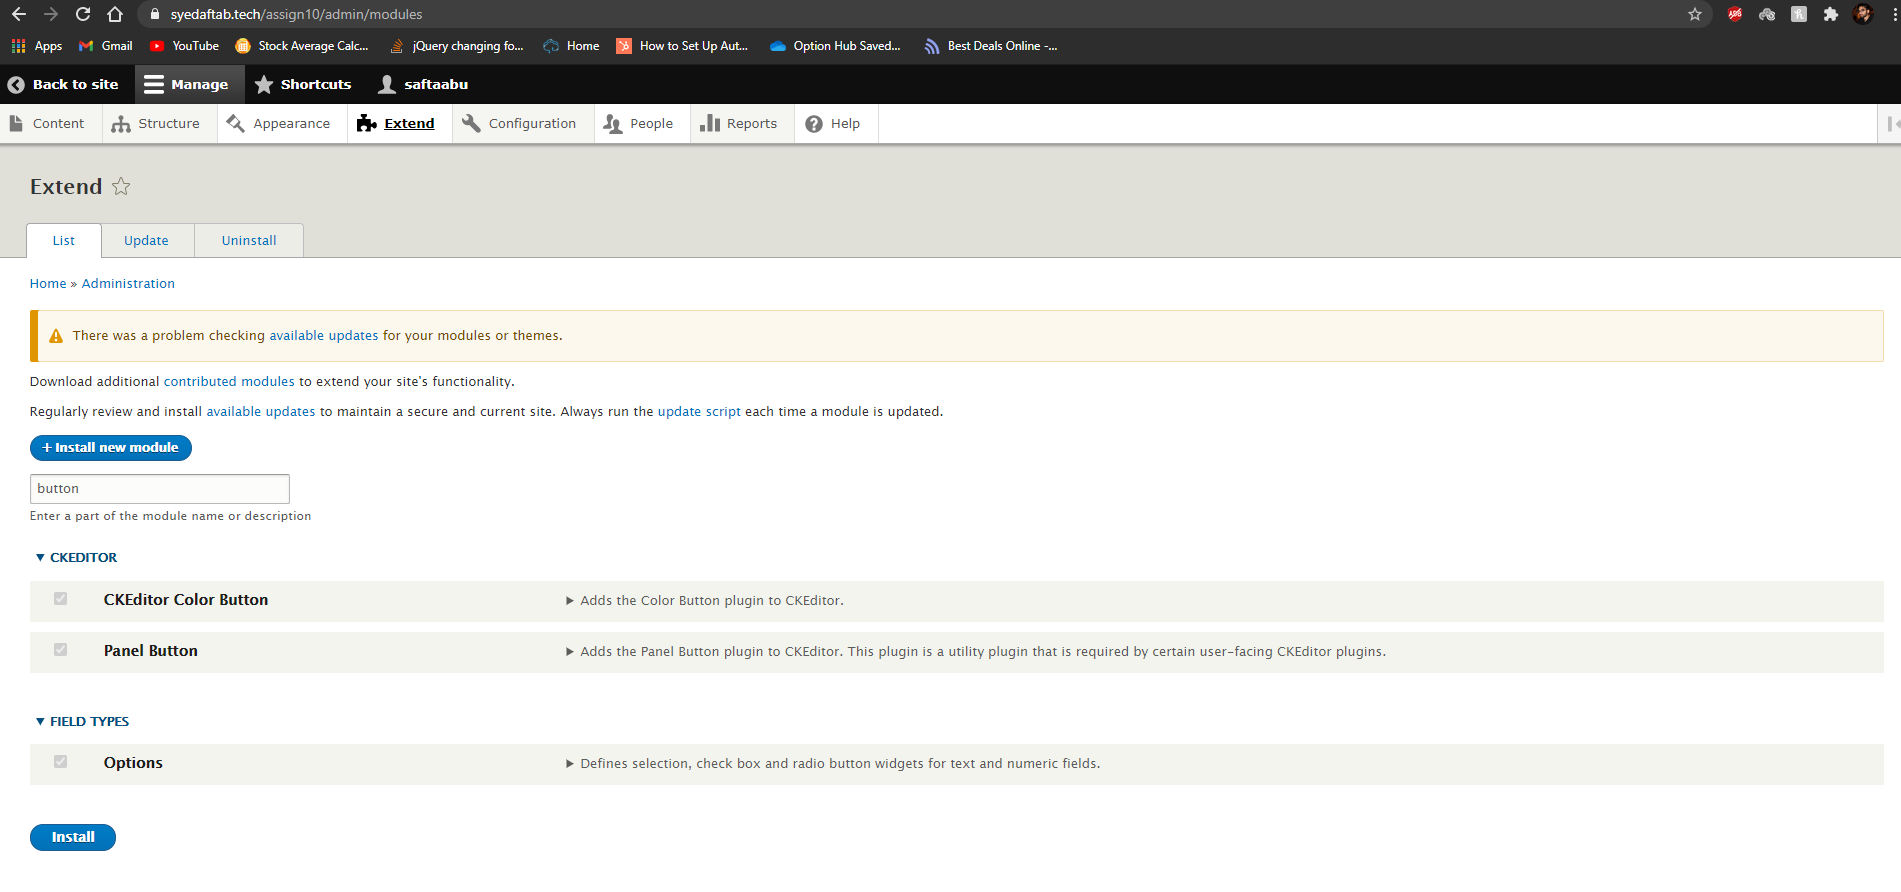 syedaftab.tech/assign10/admin/modules
Apps Gmail YouTube Stock Average Calc... jQuery changing fo... Home How to Set Up Aut... Option Hub Saved... Best Deals Online -...
Back to site Manage Shortcuts saftaabu
Content Structure Appearance Extend Configuration People Reports Help
Extend
List Update Uninstall
Home » Administration
There was a problem checking available updates for your modules or themes.
Download additional contributed modules to extend your site's functionality.
Regularly review and install available updates to maintain a secure and current site. Always run the update script each time a module is updated.
+ Install new module
button
Enter a part of the module name or description
▼ CKEDITOR
CKEditor Color Button ▶ Adds the Color Button plugin to CKEditor.
Panel Button ▶ Adds the Panel Button plugin to CKEditor. This plugin is a utility plugin that is required by certain user-facing CKEditor plugins.
▼ FIELD TYPES
Options ▶ Defines selection, check box and radio button widgets for text and numeric fields.
Install